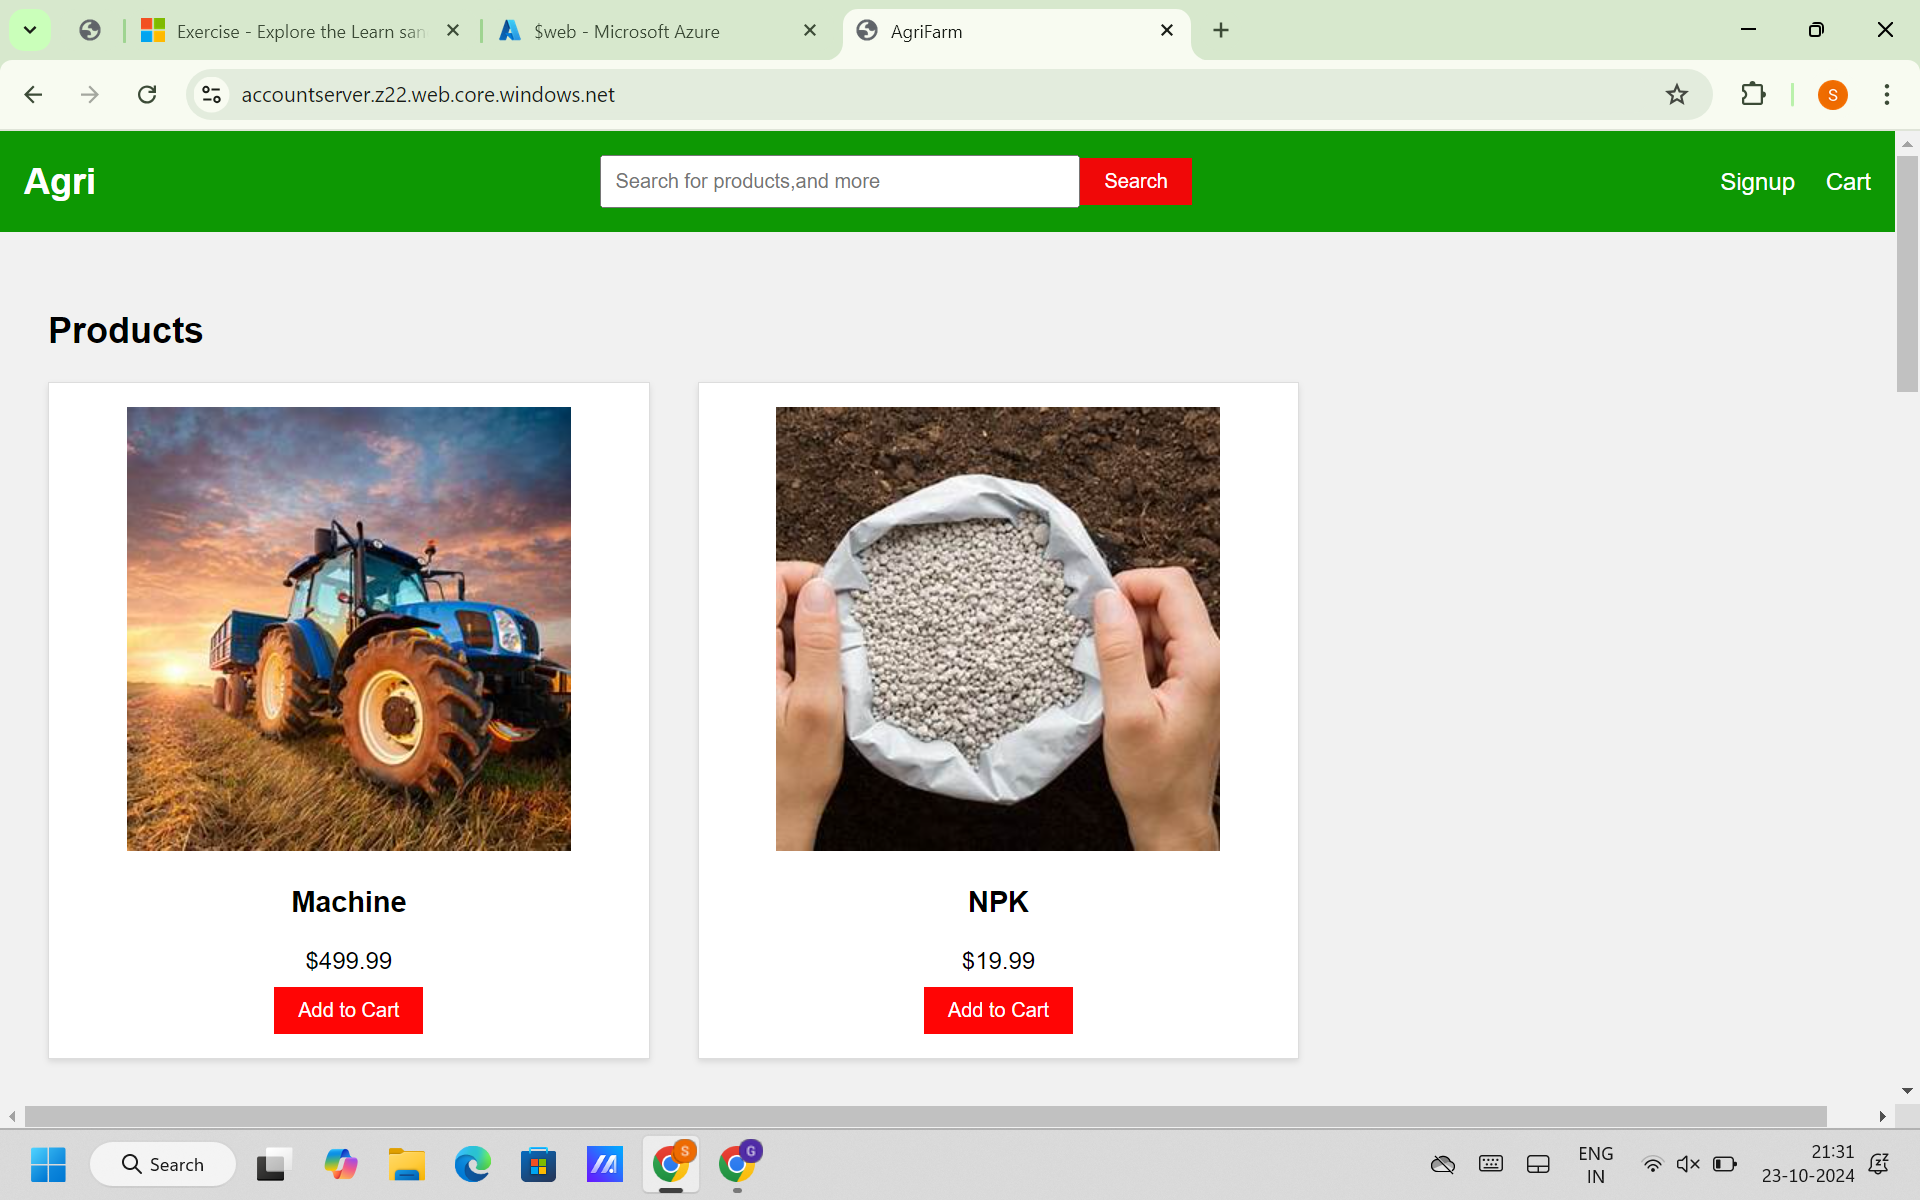 Exercise - Explore the Learn san
$web - Microsoft Azure
AgriFarm
accountserver.z22.web.core.windows.net
S
Agri
Search for products,and more
Search
Signup
Cart
Products
Machine
$499.99
Add to Cart
NPK
$19.99
Add to Cart
Search
S
G
ENG
IN
21:31
23-10-2024